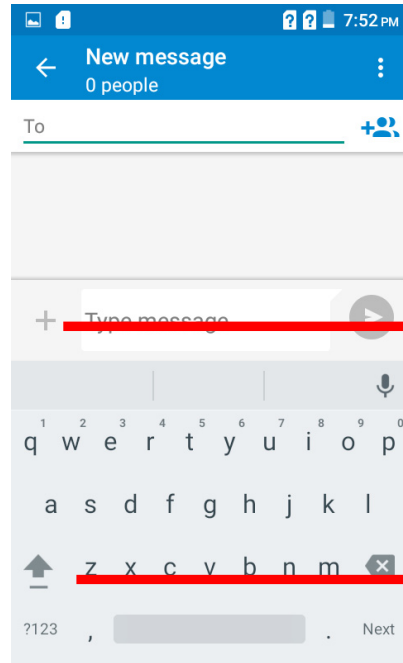 7:52 PM
New message
0 people
To
Type message
1 2 3 4 5 6 7 8 9 0
q w e r t y u i o p
a s d f g h j k l
z x c v b n m
?123 , . Next